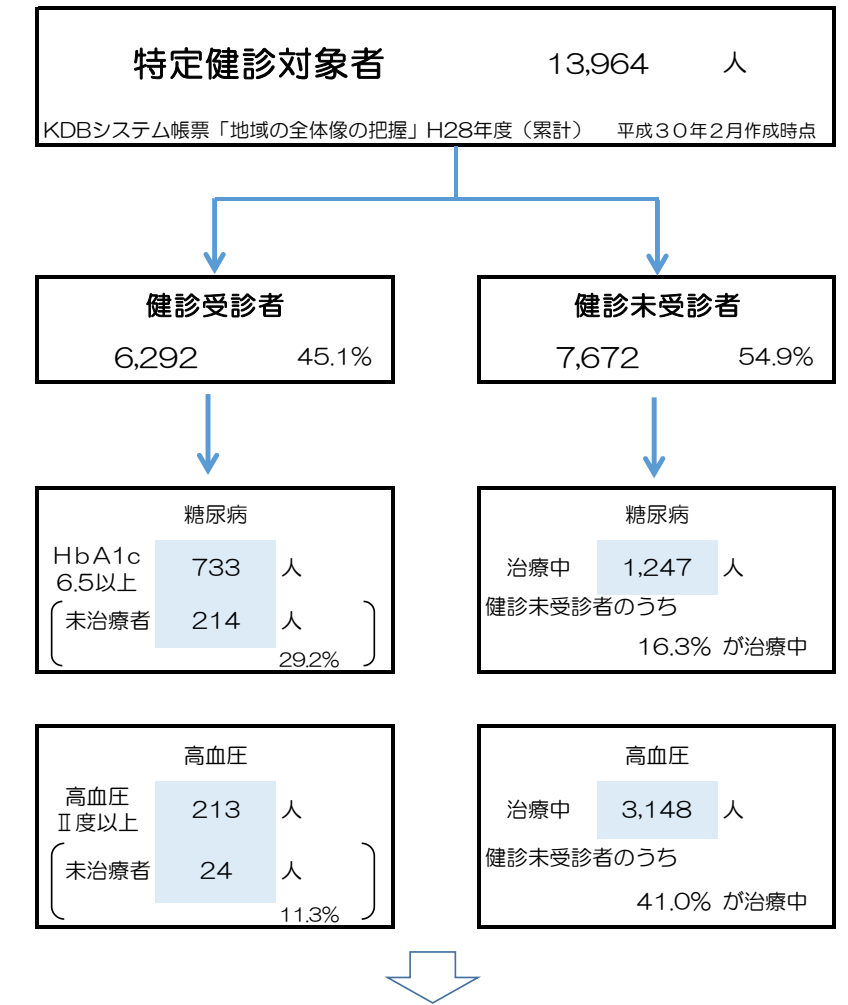 特定健診対象者 13,964 人
KDBシステム帳票「地域の全体像の把握」H28年度（累計） 平成３０年２月作成時点
健診受診者
6,292 45.1%
健診未受診者
7,672 54.9%
糖尿病
HbA1c
6.5以上
733 人
未治療者 214 人
29.2%
糖尿病
治療中 1,247 人
健診未受診者のうち
16.3% が治療中
高血圧
高血圧
Ⅱ度以上
213 人
未治療者 24 人
11.3%
高血圧
治療中 3,148 人
健診未受診者のうち
41.0% が治療中